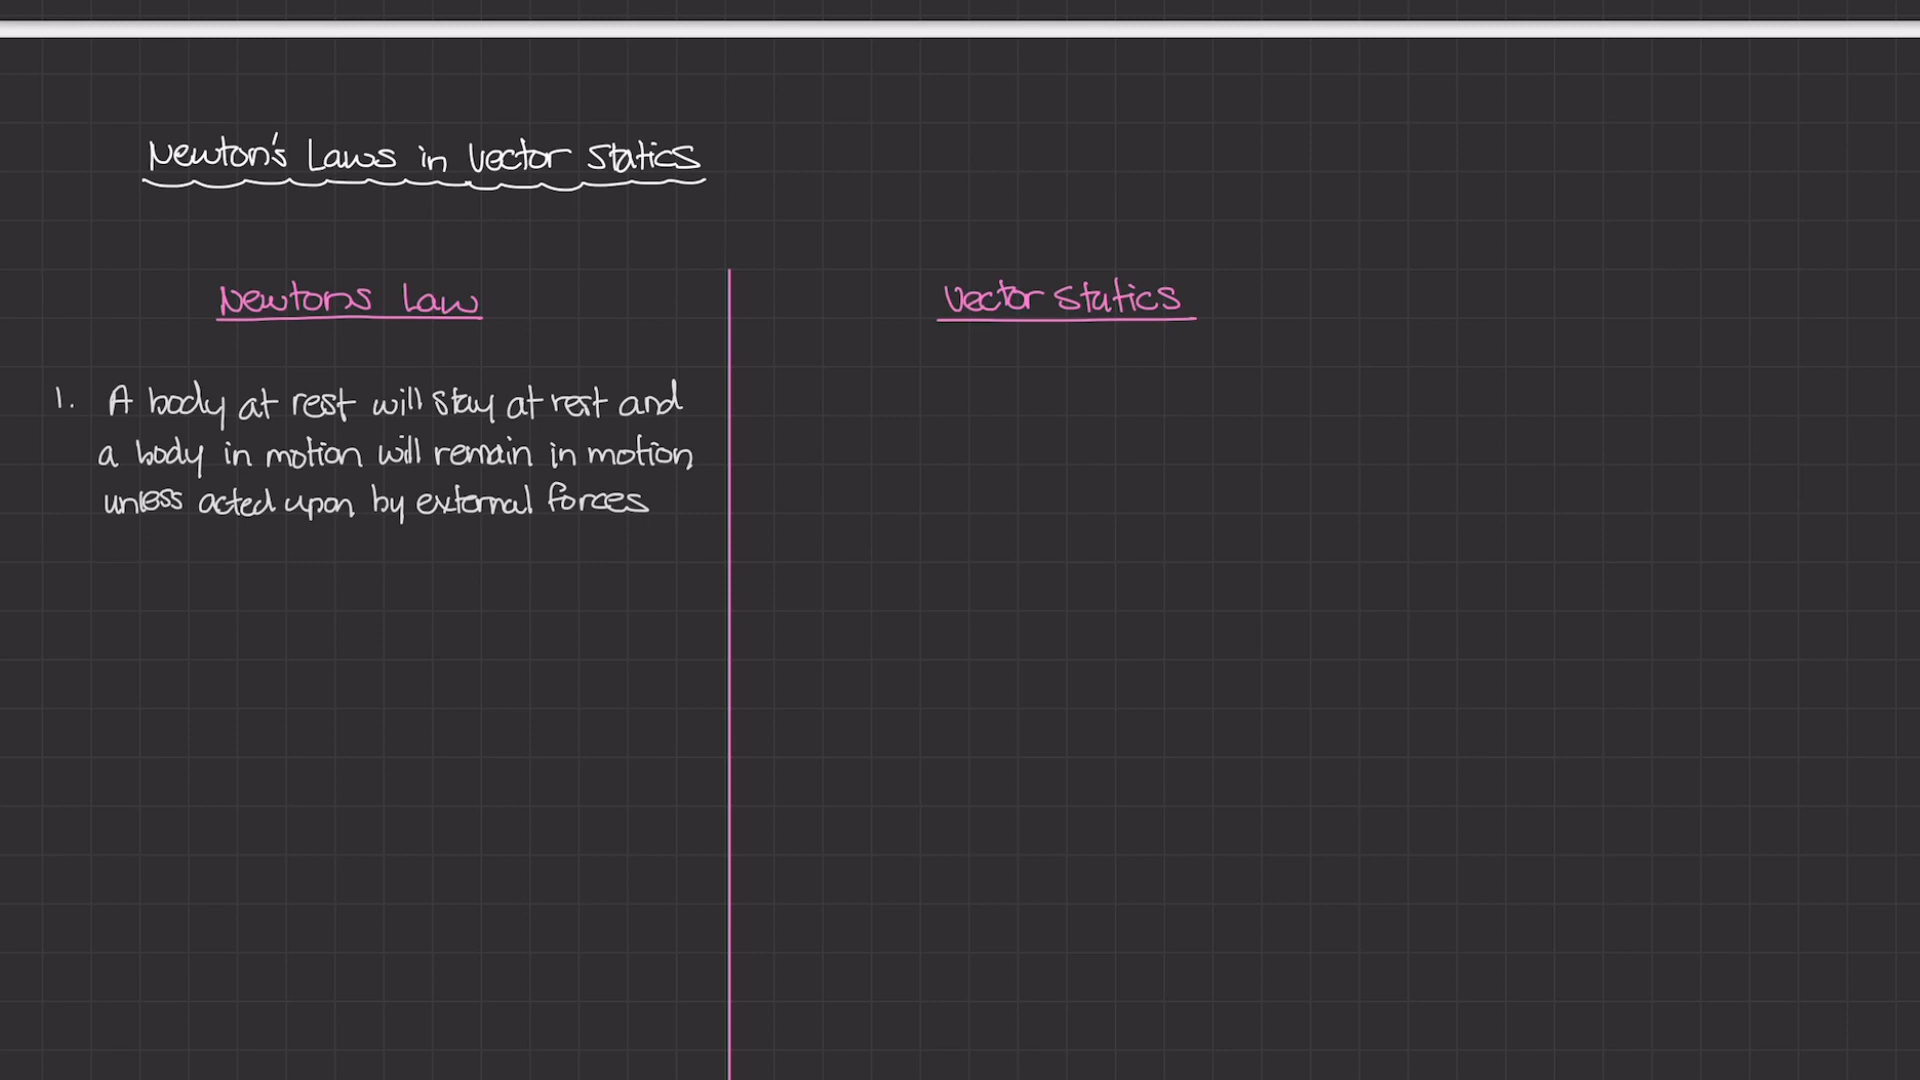 Newton's Laws in Vector Statics
Newtons Law
Vector Statics
1. A body at rest will stay at rest and
a body in motion will remain in motion
unless acted upon by external forces